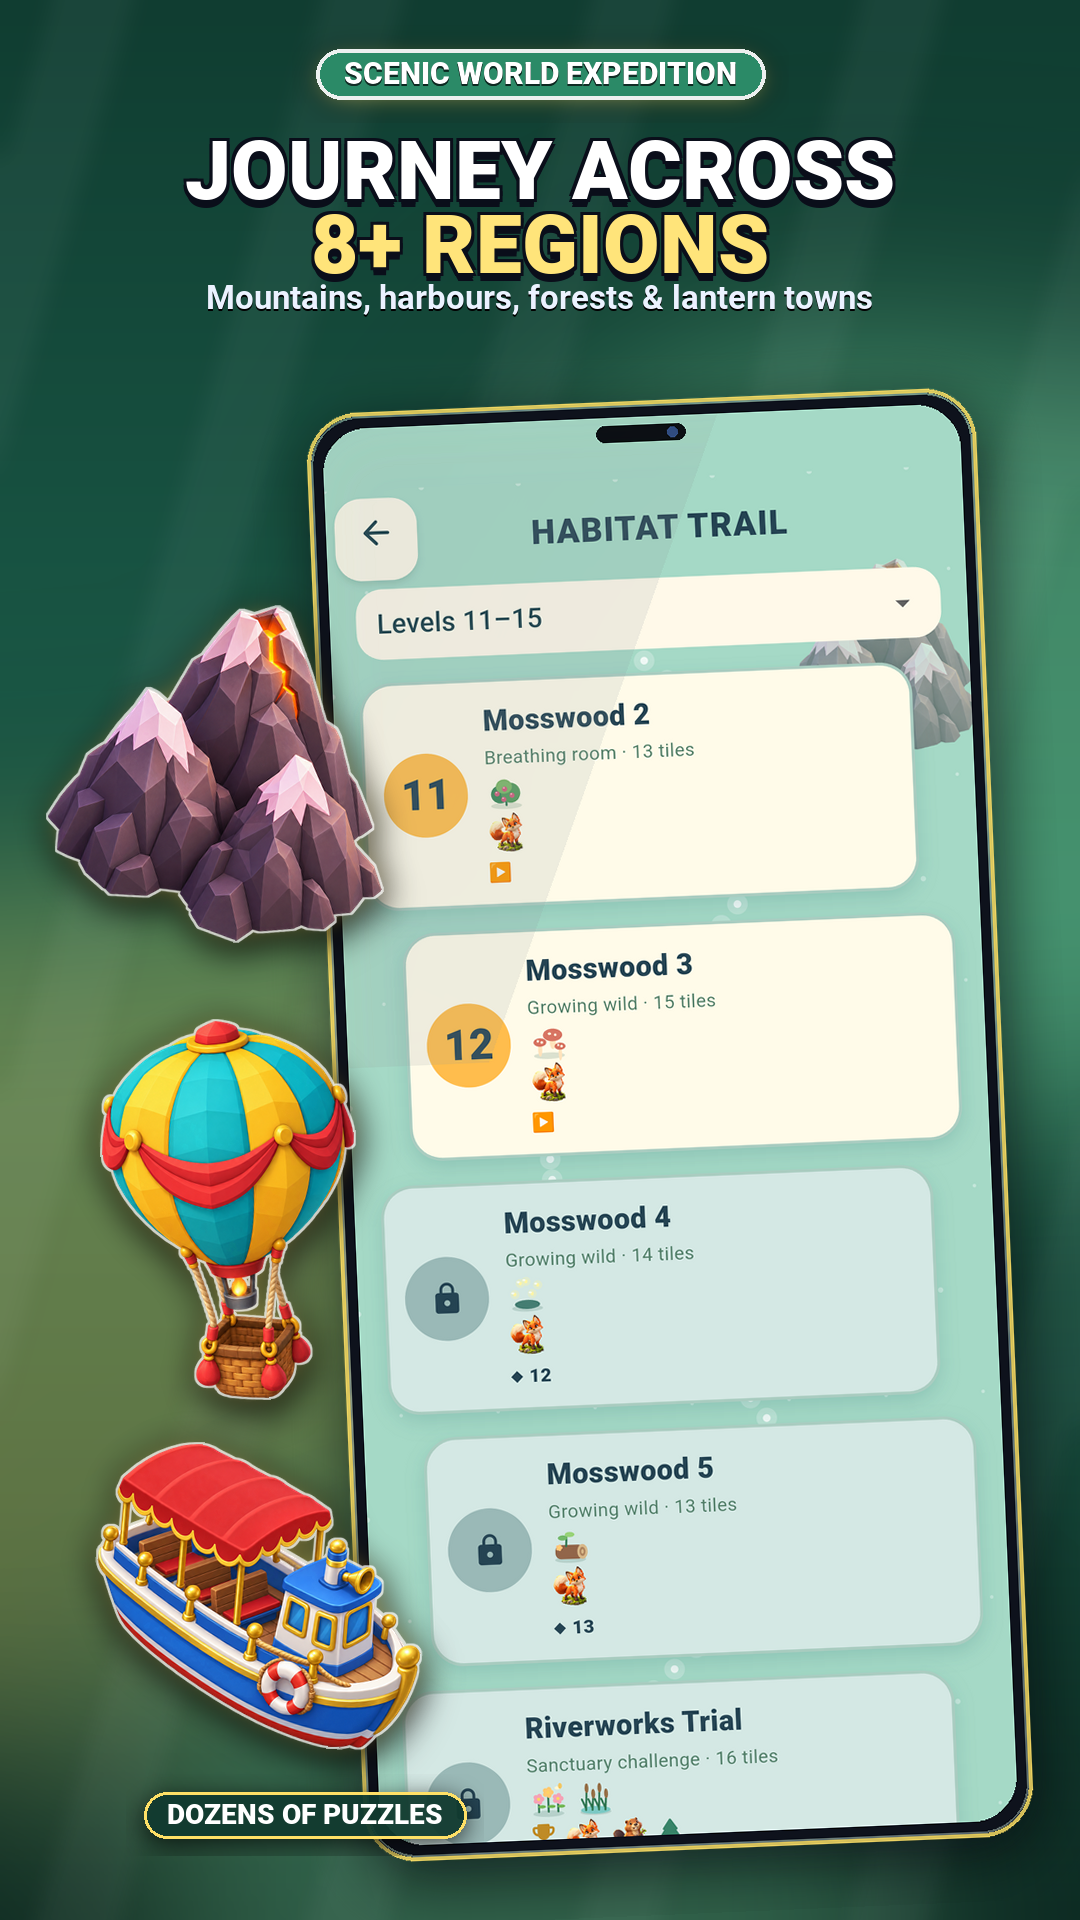 SCENIC WORLD EXPEDITION
JOURNEY ACROSS
8+ REGIONS
Mountains, harbours, forests & lantern towns
HABITAT TRAIL
Levels 11–15
Mosswood 2
Breathing room · 13 tiles
11
Mosswood 3
Growing wild · 15 tiles
12
Mosswood 4
Growing wild · 14 tiles
◆ 12
Mosswood 5
Growing wild · 13 tiles
◆ 13
Riverworks Trial
Sanctuary challenge · 16 tiles
DOZENS OF PUZZLES